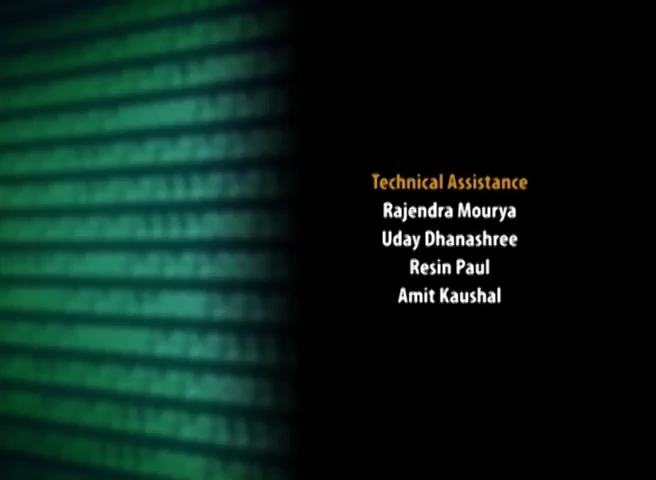 Technical Assistance
Rajendra Mourya
Uday Dhanashree
Resin Paul
Amit Kaushal